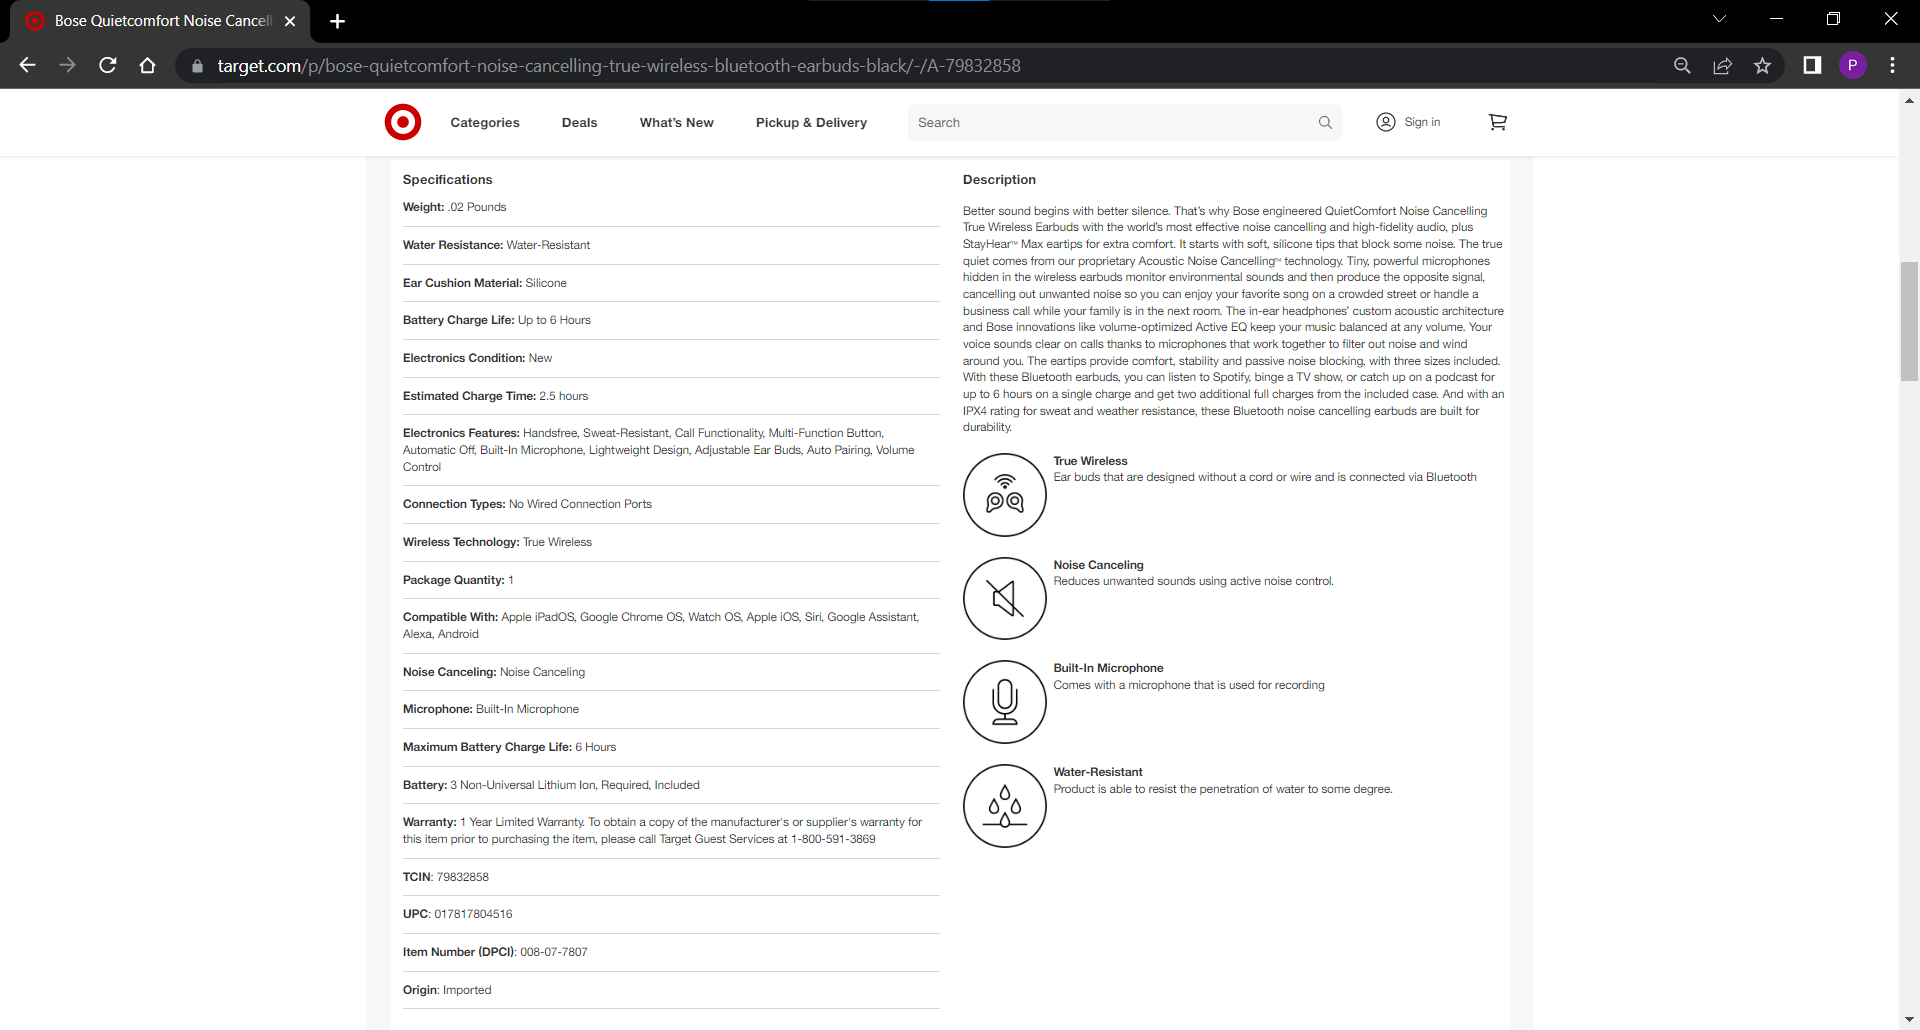 Bose Quietcomfort Noise Cancell
target.com/p/bose-quietcomfort-noise-cancelling-true-wireless-bluetooth-earbuds-black/-/A-79832858
P
Categories
Deals
What's New
Pickup & Delivery
Search
Sign in
Specifications
Weight: .02 Pounds
Water Resistance: Water-Resistant
Ear Cushion Material: Silicone
Battery Charge Life: Up to 6 Hours
Electronics Condition: New
Estimated Charge Time: 2.5 hours
Electronics Features: Handsfree, Sweat-Resistant, Call Functionality, Multi-Function Button,
Automatic Off, Built-In Microphone, Lightweight Design, Adjustable Ear Buds, Auto Pairing, Volume
Control
Connection Types: No Wired Connection Ports
Wireless Technology: True Wireless
Package Quantity: 1
Compatible With: Apple iPadOS, Google Chrome OS, Watch OS, Apple iOS, Siri, Google Assistant,
Alexa, Android
Noise Canceling: Noise Canceling
Microphone: Built-In Microphone
Maximum Battery Charge Life: 6 Hours
Battery: 3 Non-Universal Lithium Ion, Required, Included
Warranty: 1 Year Limited Warranty. To obtain a copy of the manufacturer's or supplier's warranty for
this item prior to purchasing the item, please call Target Guest Services at 1-800-591-3869
TCIN: 79832858
UPC: 017817804516
Item Number (DPCI): 008-07-7807
Origin: Imported
Description
Better sound begins with better silence. That's why Bose engineered QuietComfort Noise Cancelling
True Wireless Earbuds with the world's most effective noise cancelling and high-fidelity audio, plus
StayHear™ Max eartips for extra comfort. It starts with soft, silicone tips that block some noise. The true
quiet comes from our proprietary Acoustic Noise Cancelling™ technology. Tiny, powerful microphones
hidden in the wireless earbuds monitor environmental sounds and then produce the opposite signal,
cancelling out unwanted noise so you can enjoy your favorite song on a crowded street or handle a
business call while your family is in the next room. The in-ear headphones' custom acoustic architecture
and Bose innovations like volume-optimized Active EQ keep your music balanced at any volume. Your
voice sounds clear on calls thanks to microphones that work together to filter out noise and wind
around you. The eartips provide comfort, stability and passive noise blocking, with three sizes included.
With these Bluetooth earbuds, you can listen to Spotify, binge a TV show, or catch up on a podcast for
up to 6 hours on a single charge and get two additional full charges from the included case. And with an
IPX4 rating for sweat and weather resistance, these Bluetooth noise cancelling earbuds are built for
durability.
True Wireless
Ear buds that are designed without a cord or wire and is connected via Bluetooth
Noise Canceling
Reduces unwanted sounds using active noise control.
Built-In Microphone
Comes with a microphone that is used for recording
Water-Resistant
Product is able to resist the penetration of water to some degree.